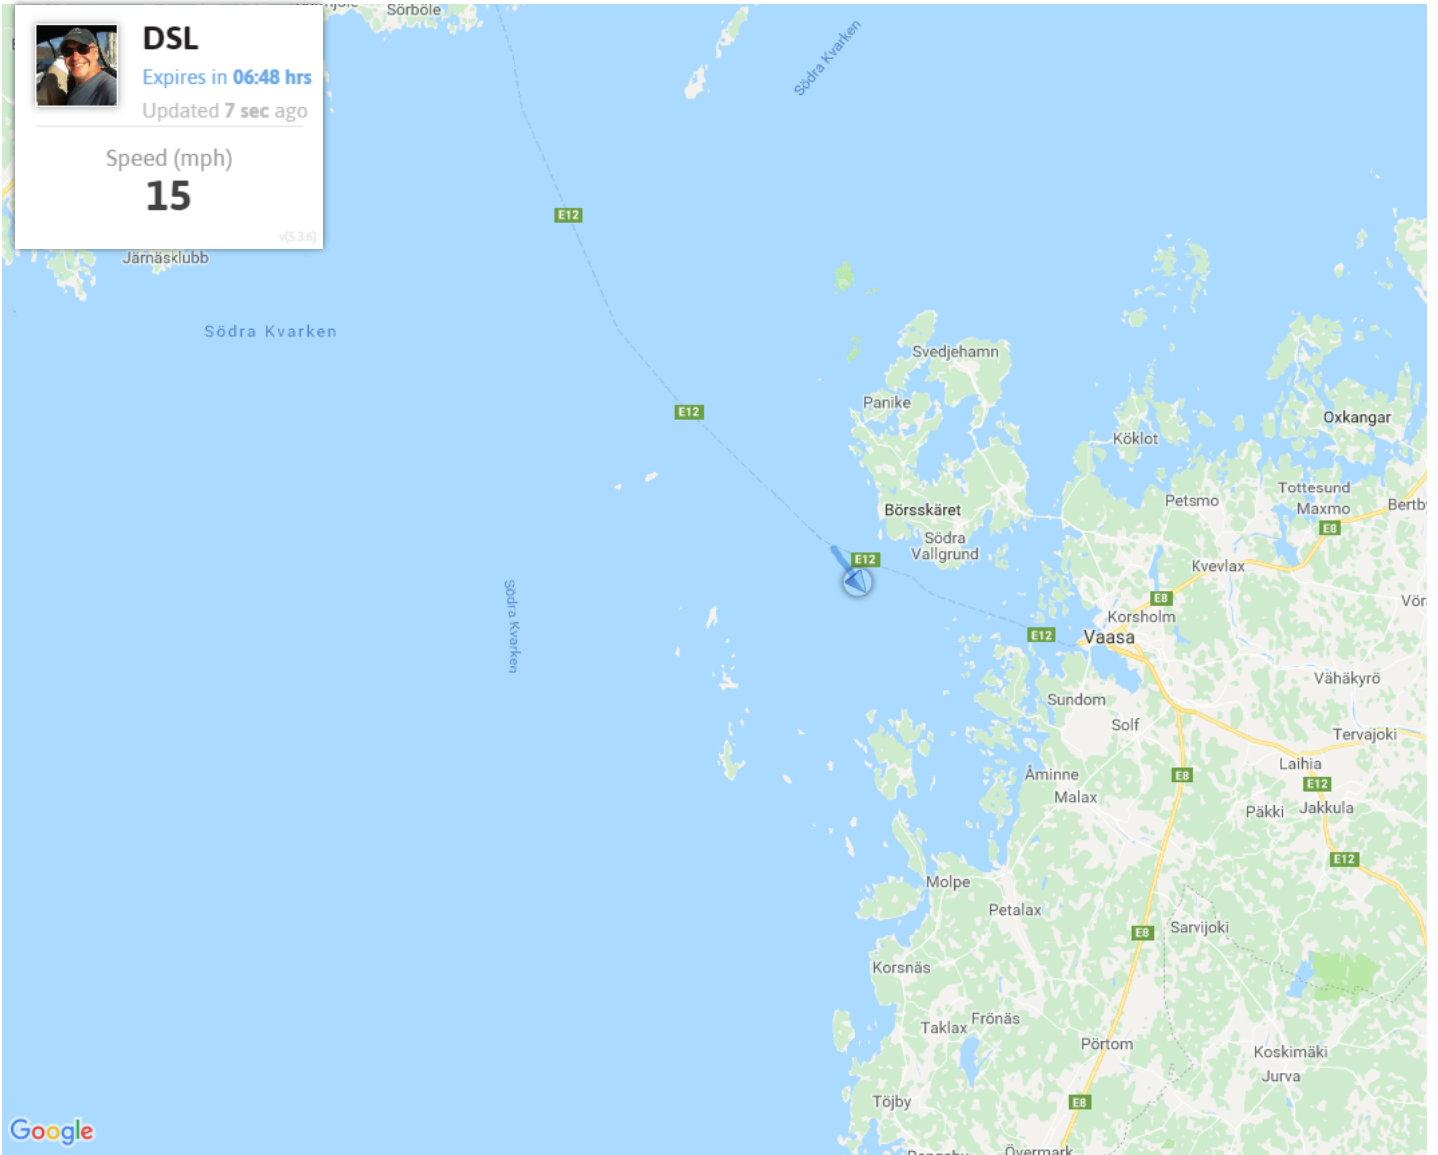 Sörböle
DSL
Expires in 06:48 hrs
Updated 7 sec ago
Speed (mph)
15
v(5.3.6)
Södra Kvarken
E12
Järnäsklubb
Södra Kvarken
Svedjehamn
Panike
E12
Oxkangar
Köklot
Tottesund
Petsmo
Maxmo
Börsskäret
E8
Södra
Vallgrund
E12
Kvevlax
Södra Kvarken
E8
Korsholm
E12
Vaasa
Vähäkyrö
Sundom
Solf
Tervajoki
Laihia
Åminne
E8
E12
Malax
Päkki
Jakkula
E12
Molpe
Petalax
Sarvijoki
E8
Korsnäs
Frönäs
Taklax
Pörtom
Koskimäki
Jurva
Töjby
E8
Google
Övermark